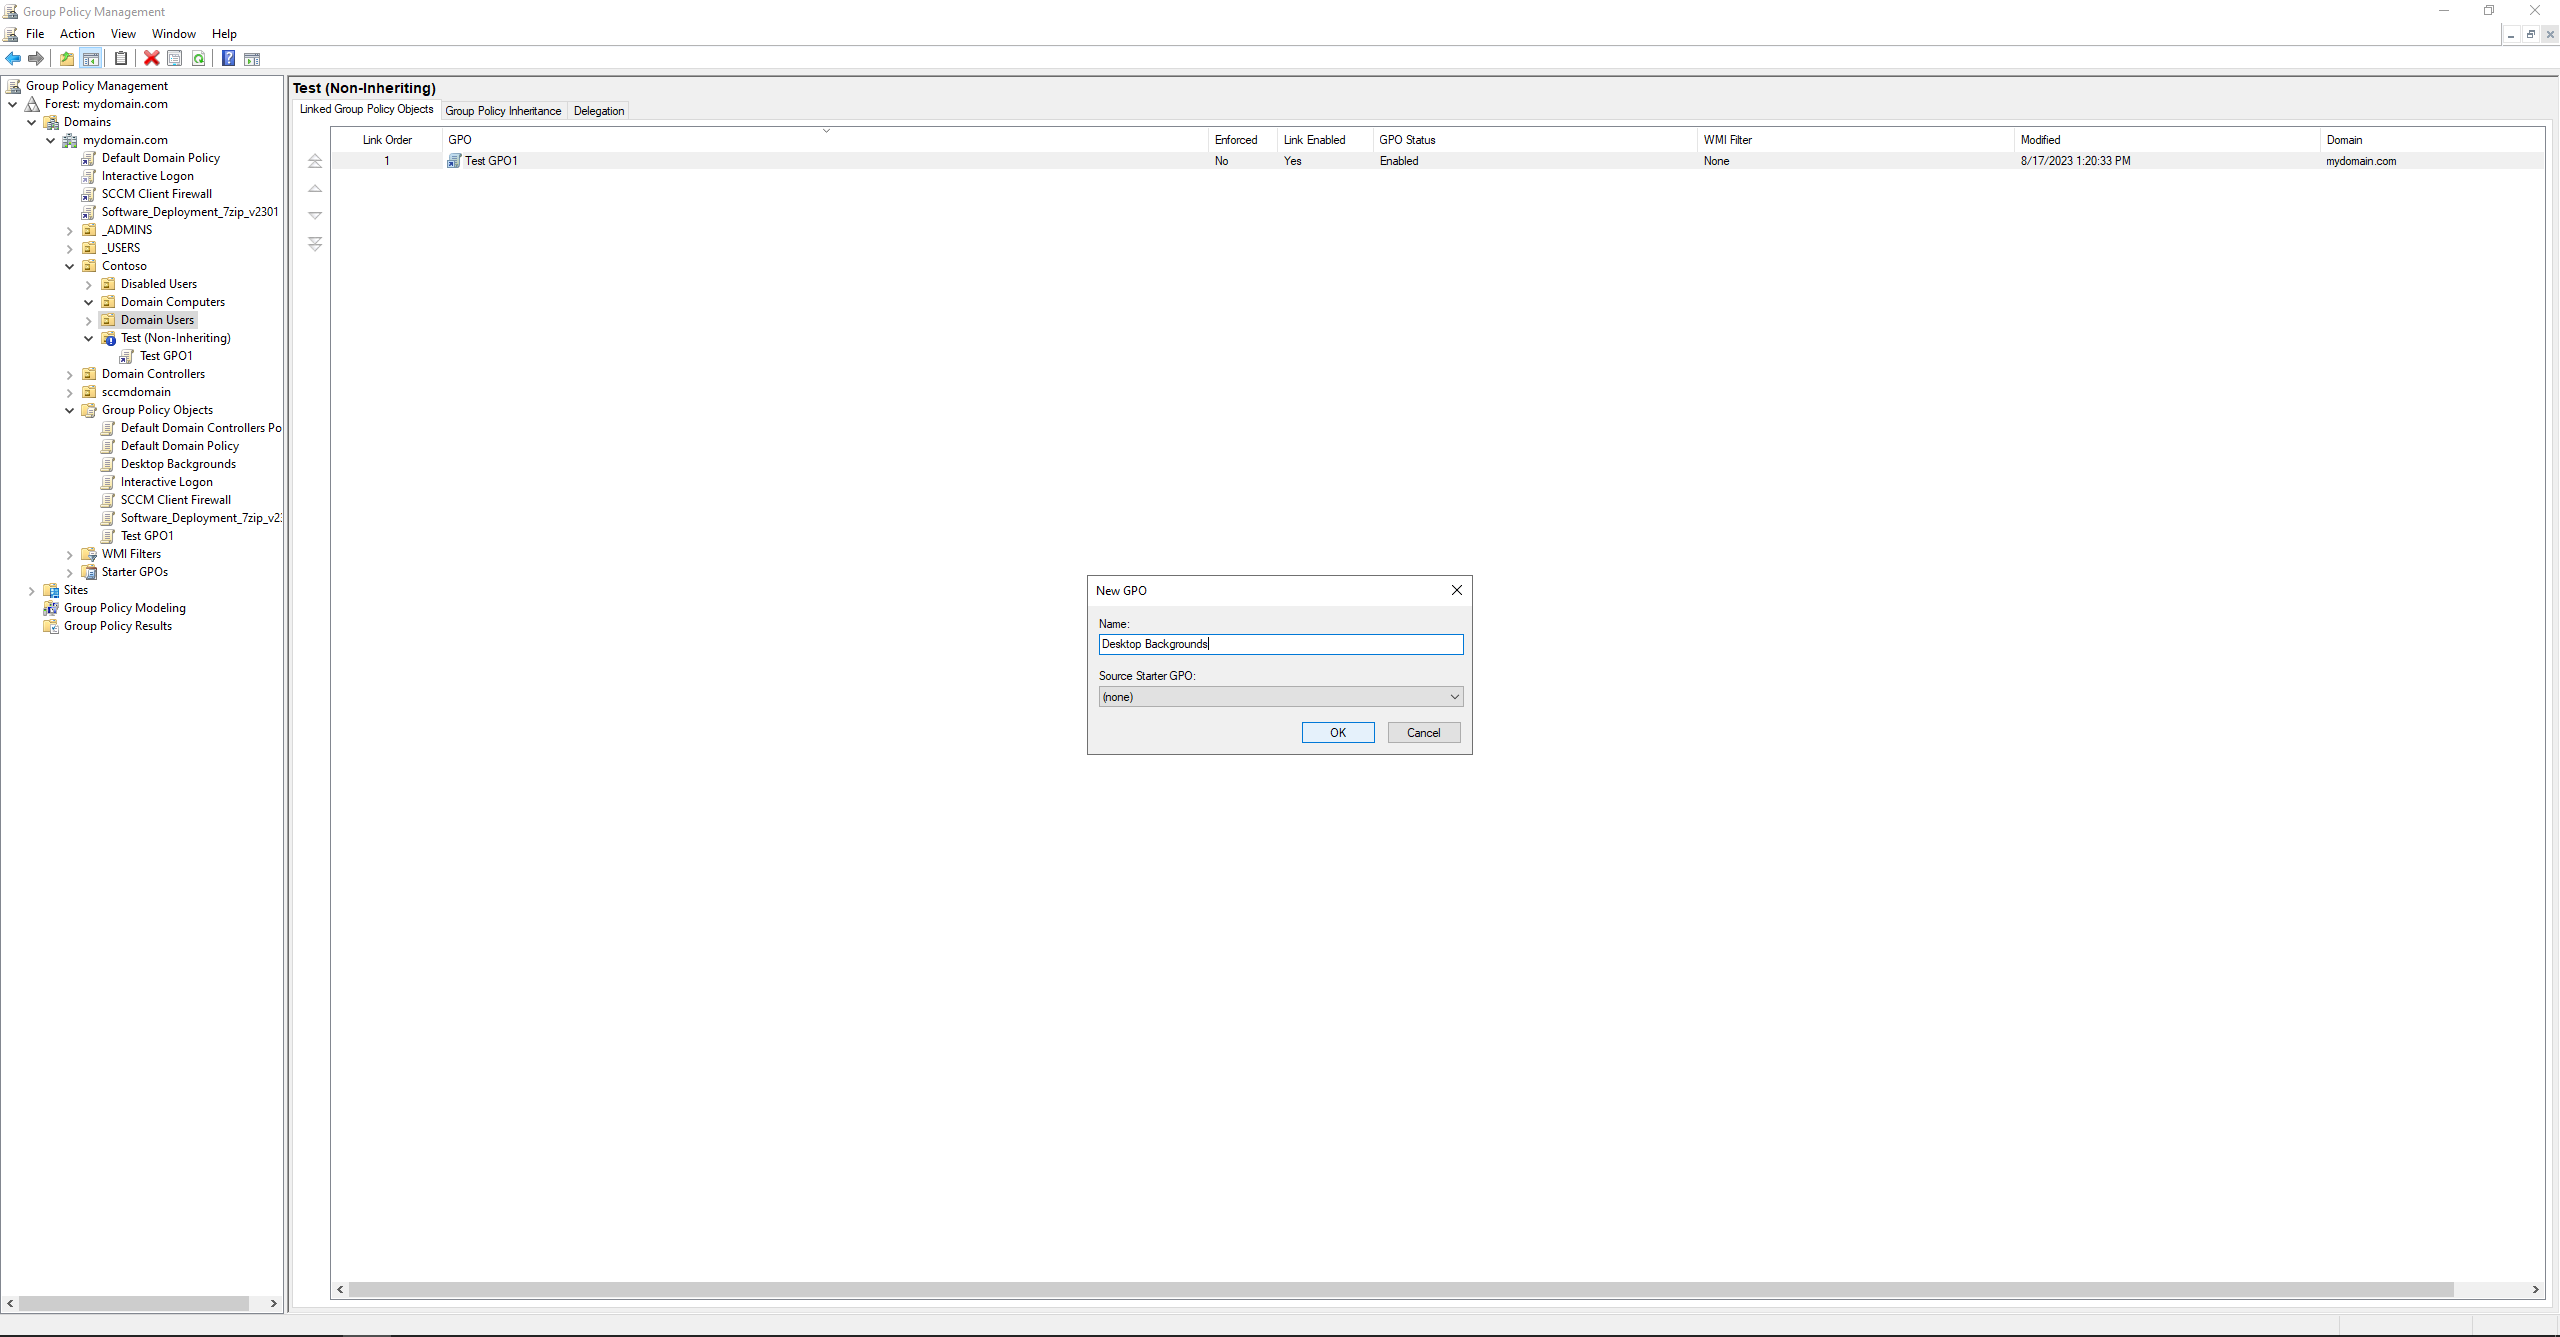 Group Policy Management
File Action View Window Help
Group Policy Management
Forest: mydomain.com
Domains
mydomain.com
Default Domain Policy
Interactive Logon
SCCM Client Firewall
Software_Deployment_7zip_v2301
_ADMINS
_USERS
Contoso
Disabled Users
Domain Computers
Domain Users
Test (Non-Inheriting)
Test GPO1
Domain Controllers
sccmdomain
Group Policy Objects
Default Domain Controllers Po
Default Domain Policy
Desktop Backgrounds
Interactive Logon
SCCM Client Firewall
Software_Deployment_7zip_v2
Test GPO1
WMI Filters
Starter GPOs
Sites
Group Policy Modeling
Group Policy Results
Test (Non-Inheriting)
Linked Group Policy Objects Group Policy Inheritance Delegation
Link Order GPO Enforced Link Enabled GPO Status WMI Filter Modified Domain
1 Test GPO1 No Yes Enabled None 8/17/2023 1:20:33 PM mydomain.com
New GPO
Name:
Desktop Backgrounds
Source Starter GPO:
(none)
OK Cancel